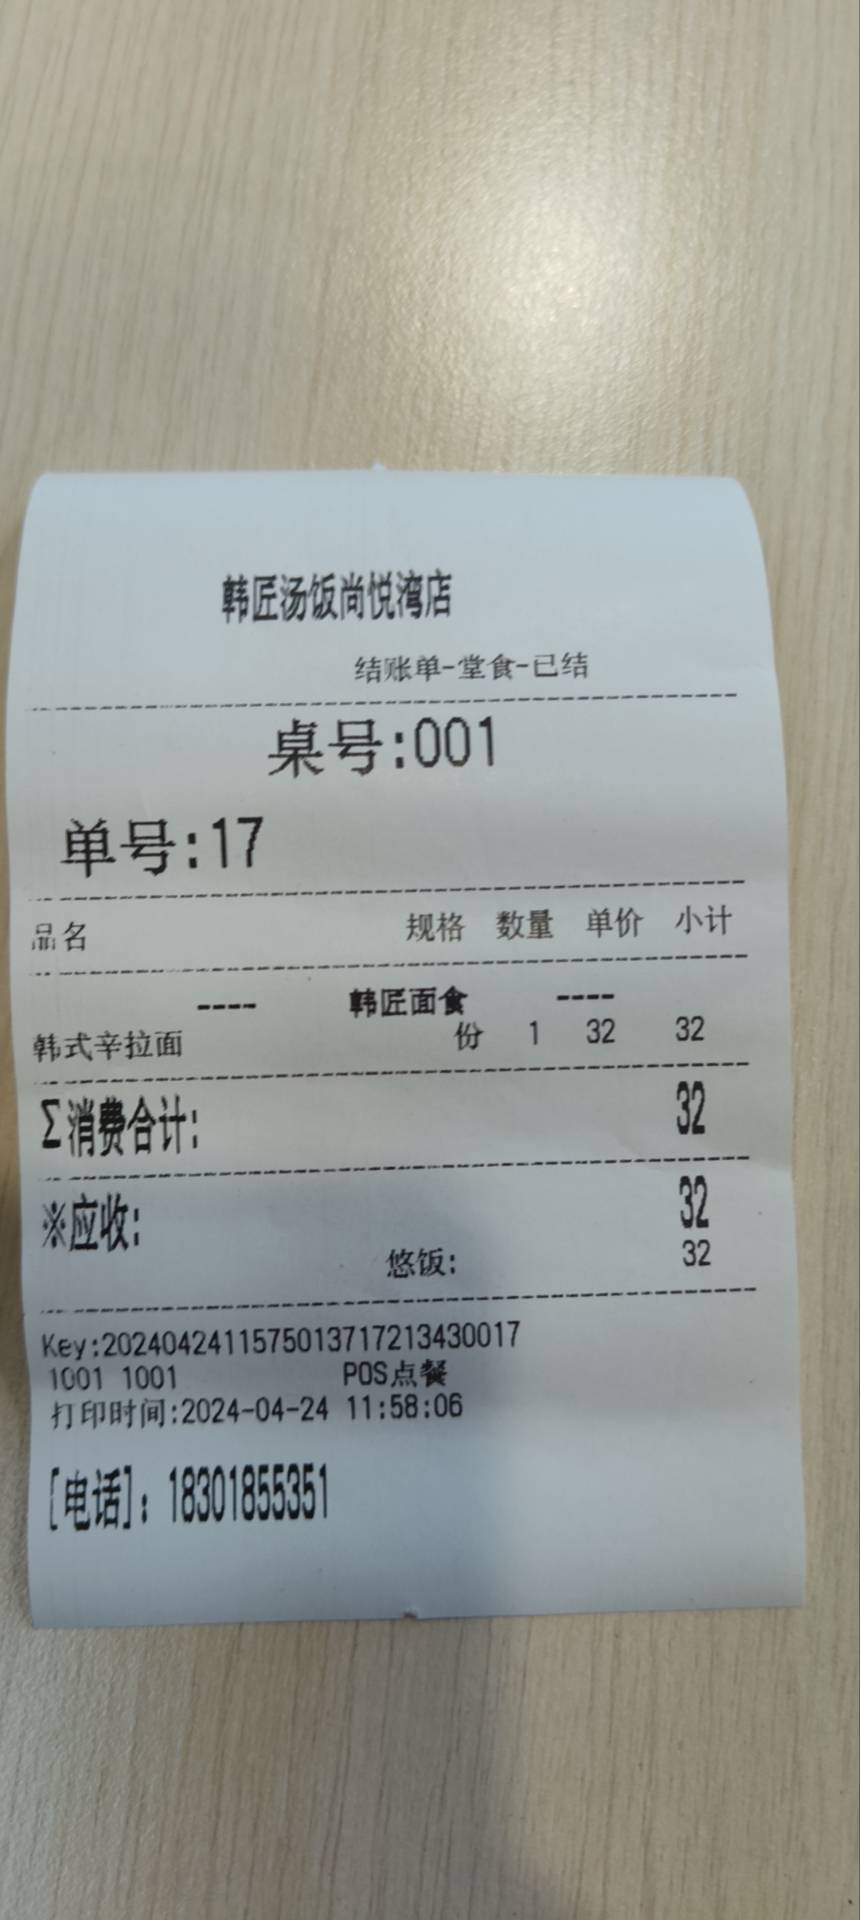 韩匠汤饭尚悦湾店
结账单-堂食-已结
桌号:001
单号:17
品名 规格 数量 单价 小计
---- 韩匠面食 ----
韩式辛拉面 份 1 32 32
Σ消费合计: 32
※应收: 32
悠饭: 32
Key:2024042411575013717213430017
1001 1001 POS点餐
打印时间:2024-04-24 11:58:06
[电话]: 18301855351